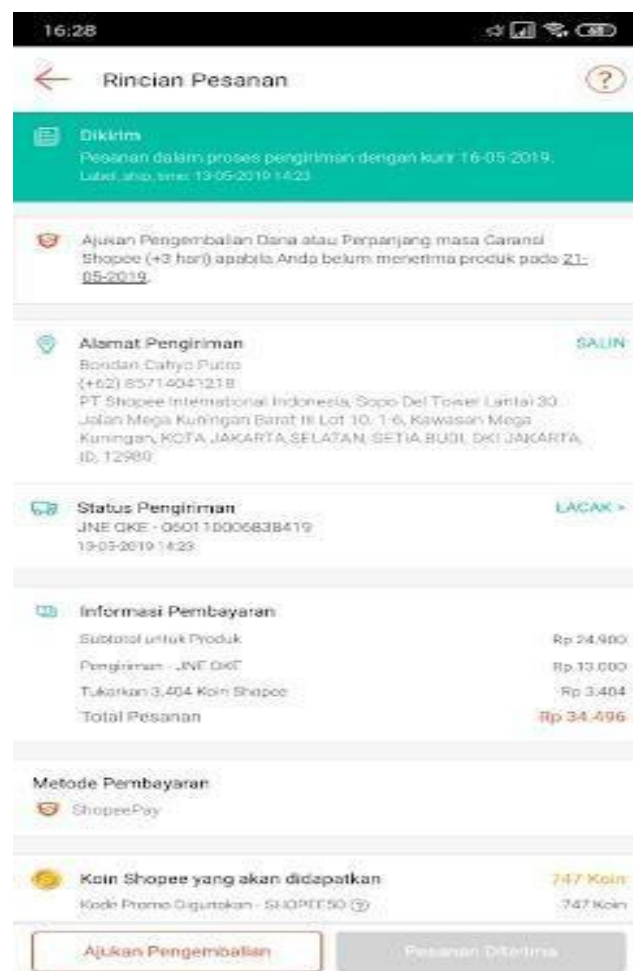 16:28
Rincian Pesanan
Dikirim
Pesanan dalam proses pengiriman dengan kurir 16-05-2019.
Label_ship_time: 13-05-2019 14:23
Ajukan Pengembalian Dana atau Perpanjang masa Garansi
Shopee (+3 hari) apabila Anda belum menerima produk pada 21-
05-2019.
Alamat Pengiriman SALIN
Bondan Cahyo Putro
(+62) 85714041218
PT Shopee International Indonesia, Sopo Del Tower Lantai 30
Jalan Mega Kuningan Barat III Lot 10, 1-6, Kawasan Mega
Kuningan, KOTA JAKARTA SELATAN, SETIA BUDI, DKI JAKARTA,
ID, 12980
Status Pengiriman LACAK >
JNE OKE - 060110006838419
13-05-2019 14:23
Informasi Pembayaran
Subtotal untuk Produk Rp 24.900
Pengiriman - JNE OKE Rp 13.000
Tukarkan 3.404 Koin Shopee Rp 3.404
Total Pesanan Rp 34.496
Metode Pembayaran
ShopeePay
Koin Shopee yang akan didapatkan 747 Koin
Kode Promo Digunakan - SHOPEE50 (?) 747 Koin
Ajukan Pengembalian Pesanan Diterima